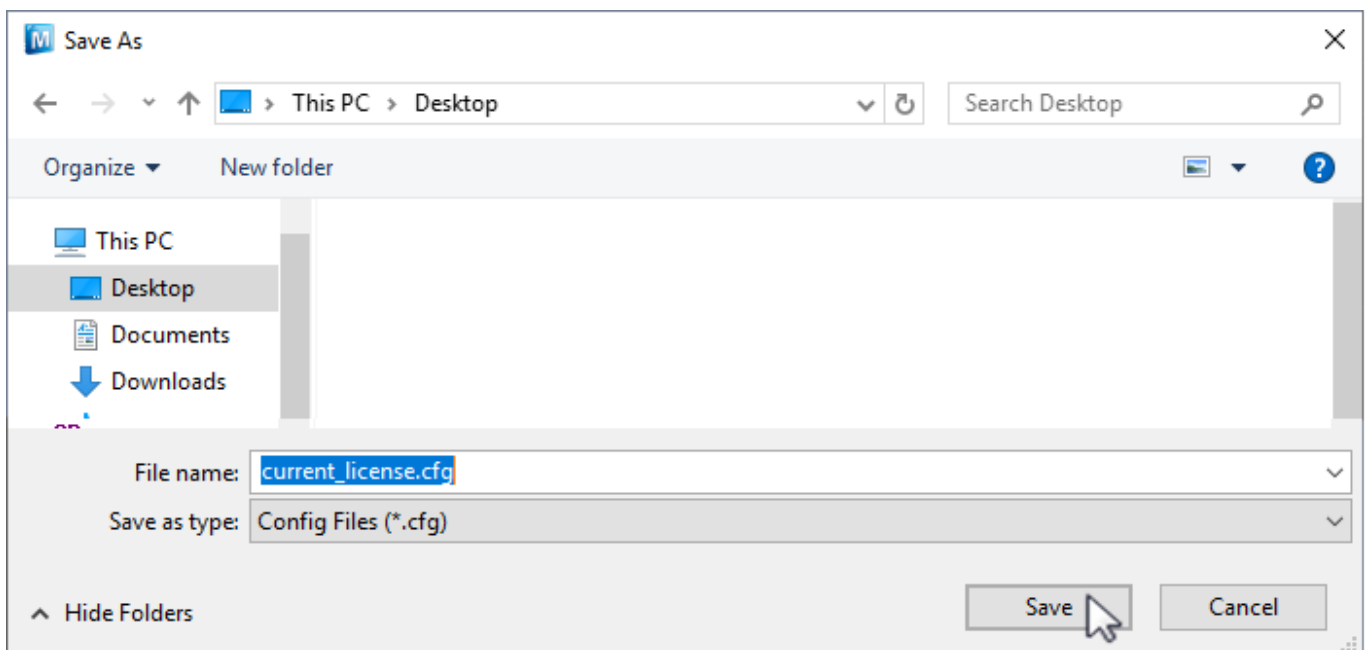 Save As
This PC > Desktop
Search Desktop
Organize
New folder
?
This PC
Desktop
Documents
Downloads
File name: current_license.cfg
Save as type: Config Files (*.cfg)
Hide Folders
Save
Cancel